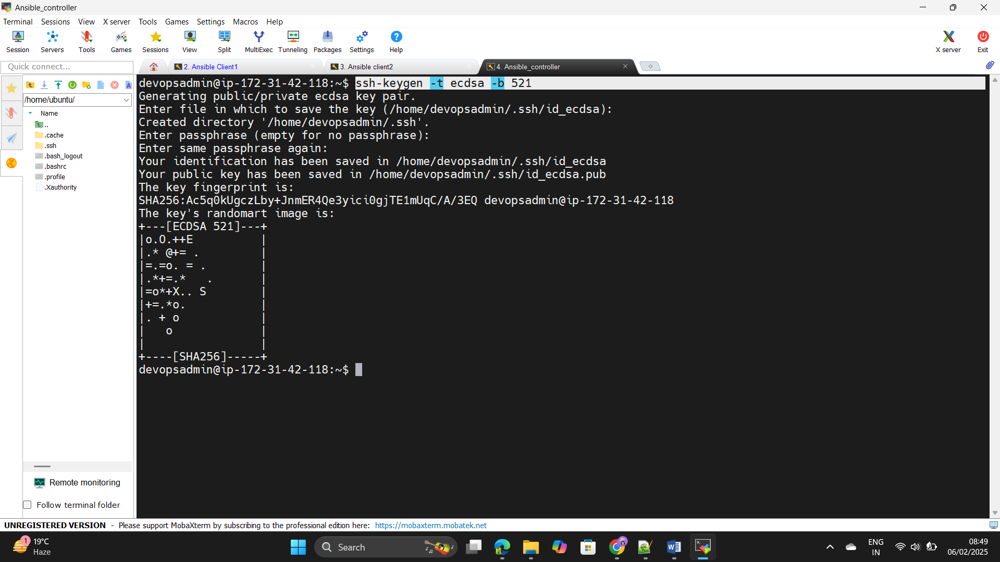 Ansible_controller
Terminal Sessions View X server Tools Games Settings Macros Help
Session Servers Tools Games Sessions View Split MultiExec Tunneling Packages Settings Help X server Exit
Quick connect...
2. Ansible Client1
3. Ansible client2
4. Ansible_controller
/home/ubuntu/
Name
..
.cache
.ssh
.bash_logout
.bashrc
.profile
.Xauthority
Remote monitoring
Follow terminal folder
devopsadmin@ip-172-31-42-118:~$ ssh-keygen -t ecdsa -b 521
Generating public/private ecdsa key pair.
Enter file in which to save the key (/home/devopsadmin/.ssh/id_ecdsa):
Created directory '/home/devopsadmin/.ssh'.
Enter passphrase (empty for no passphrase):
Enter same passphrase again:
Your identification has been saved in /home/devopsadmin/.ssh/id_ecdsa
Your public key has been saved in /home/devopsadmin/.ssh/id_ecdsa.pub
The key fingerprint is:
SHA256:Ac5q0kUgczLby+JnmER4Qe3yici0gjTE1mUqC/A/3EQ devopsadmin@ip-172-31-42-118
The key's randomart image is:
+---[ECDSA 521]---+
|o.O.++E          |
|.* @+= .         |
|=.=o. = .        |
|.*+=.*   .       |
|=o*+X.. S        |
|+=.*o.           |
|. + o            |
|   o             |
|                 |
+----[SHA256]-----+
devopsadmin@ip-172-31-42-118:~$
UNREGISTERED VERSION - Please support MobaXterm by subscribing to the professional edition here: https://mobaxterm.mobatek.net
1
19°C
Haze
Search
ENG
IN
08:49
06/02/2025